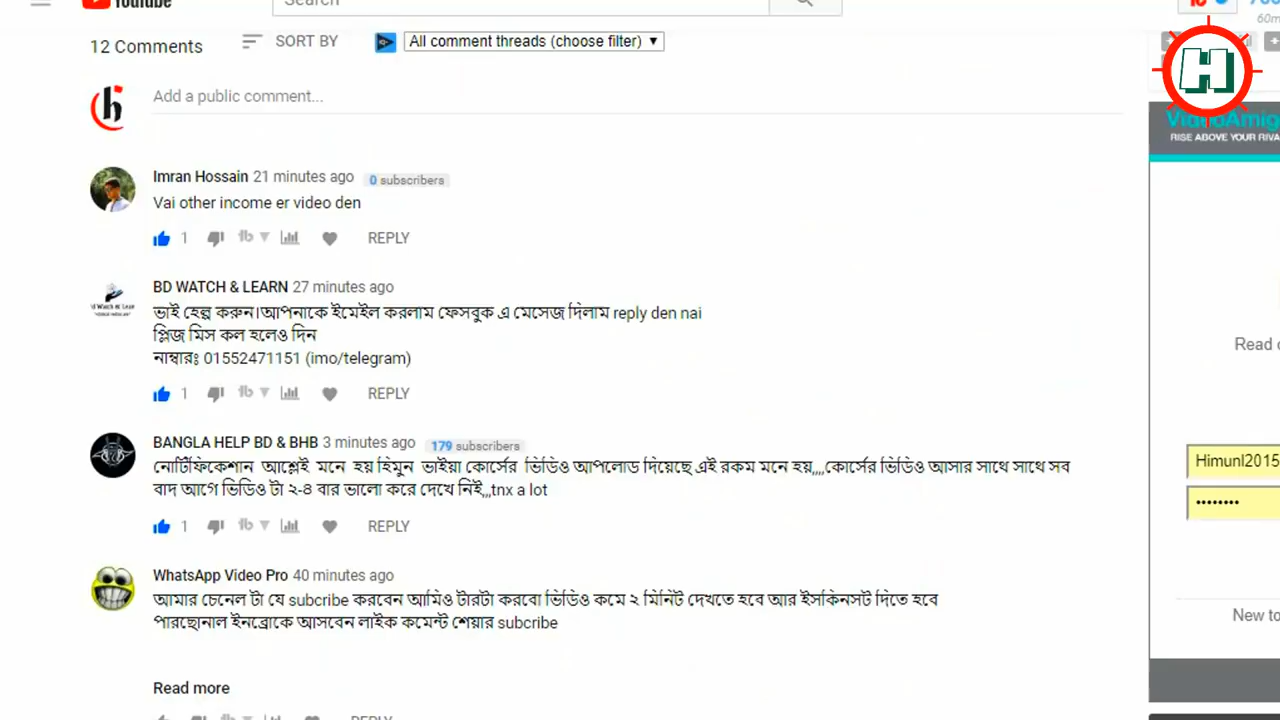 YouTube
Search
12 Comments SORT BY All comment threads (choose filter) ▼
60m
h
Add a public comment...
H
RISE ABOVE YOUR RIVA
Imran Hossain 21 minutes ago 0 subscribers
Vai other income er video den
1 REPLY
BD WATCH & LEARN 27 minutes ago
ভাই হেল্প করুন।আপনাকে ইমেইল করলাম ফেসবুক এ মেসেজ দিলাম reply den nai
প্লিজ মিস কল হলেও দিন
নাম্বারঃ 01552471151 (imo/telegram)
Read
1 REPLY
BANGLA HELP BD & BHB 3 minutes ago 179 subscribers
নোটিফিকেশান আশ্লেই মনে হয় হিমুন ভাইয়া কোর্সের ভিডিও আপলোড দিয়েছে এই রকম মনে হয়,,,,কোর্সের ভিডিও আসার সাথে সাথে সব
বাদ আগে ভিডিও টা ২-৪ বার ভালো করে দেখে নিই,,,tnx a lot
Himunl2015
••••••••
1 REPLY
WhatsApp Video Pro 40 minutes ago
আমার চেনেল টা যে subcribe করবেন আমিও টারটা করবো ভিডিও কমে ২ মিনিট দেখতে হবে আর ইসকিনসট দিতে হবে
পারছোনাল ইনব্রোকে আসবেন লাইক কমেন্ট শেয়ার subcribe
New to
Read more
REPLY